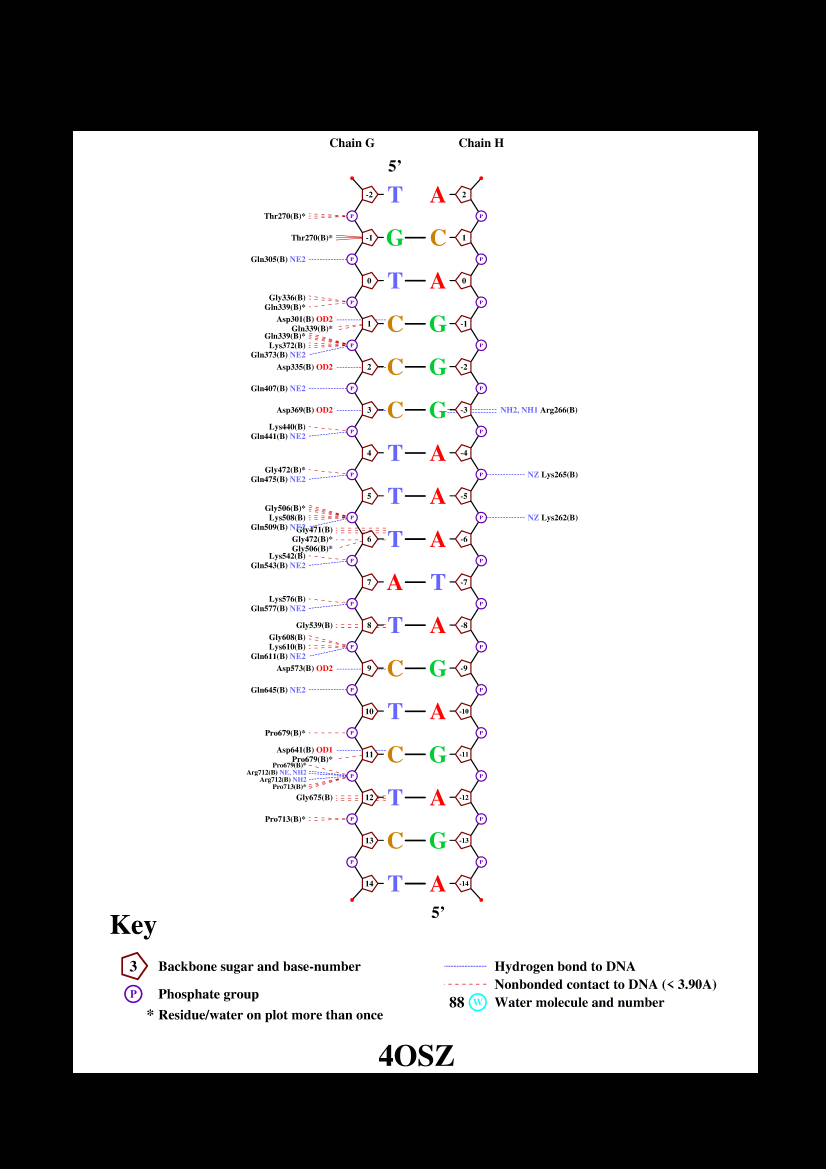 Chain G Chain H
5’
-2 T A 2
P P
Thr270(B)*
Thr270(B)* -1 G C 1
Gln305(B) NE2 P P
0 T A 0
Gly336(B)
P P
Gln339(B)*
Asp301(B) OD2
1 C G -1
Gln339(B)*
Gln339(B)*
Lys372(B) P P
Gln373(B) NE2
Asp335(B) OD2 2 C G -2
Gln407(B) NE2 P P
Asp369(B) OD2 3 C G -3 NH2, NH1 Arg266(B)
Lys440(B)
P P
Gln441(B) NE2
4 T A -4
Gly472(B)*
P P NZ Lys265(B)
Gln475(B) NE2
5 T A -5
Gly506(B)*
Lys508(B) P P NZ Lys262(B)
Gln509(B) NE2
Gly471(B)
Gly472(B)* 6 T A -6
Gly506(B)*
Lys542(B)
P P
Gln543(B) NE2
7 A T -7
Lys576(B)
P P
Gln577(B) NE2
Gly539(B) 8 T A -8
Gly608(B)
Lys610(B) P P
Gln611(B) NE2
Asp573(B) OD2 9 C G -9
Gln645(B) NE2 P P
10 T A -10
Pro679(B)* P P
Asp641(B) OD1
11 C G -11
Pro679(B)*
Pro679(B)*
Arg712(B) NE, NH2
P P
Arg712(B) NH2
Pro713(B)*
Gly675(B) 12 T A -12
Pro713(B)* P P
13 C G -13
P P
14 T A -14
5’
Key
3 Backbone sugar and base-number
P Phosphate group
* Residue/water on plot more than once
Hydrogen bond to DNA
Nonbonded contact to DNA (< 3.90A)
88 W Water molecule and number
4OSZ